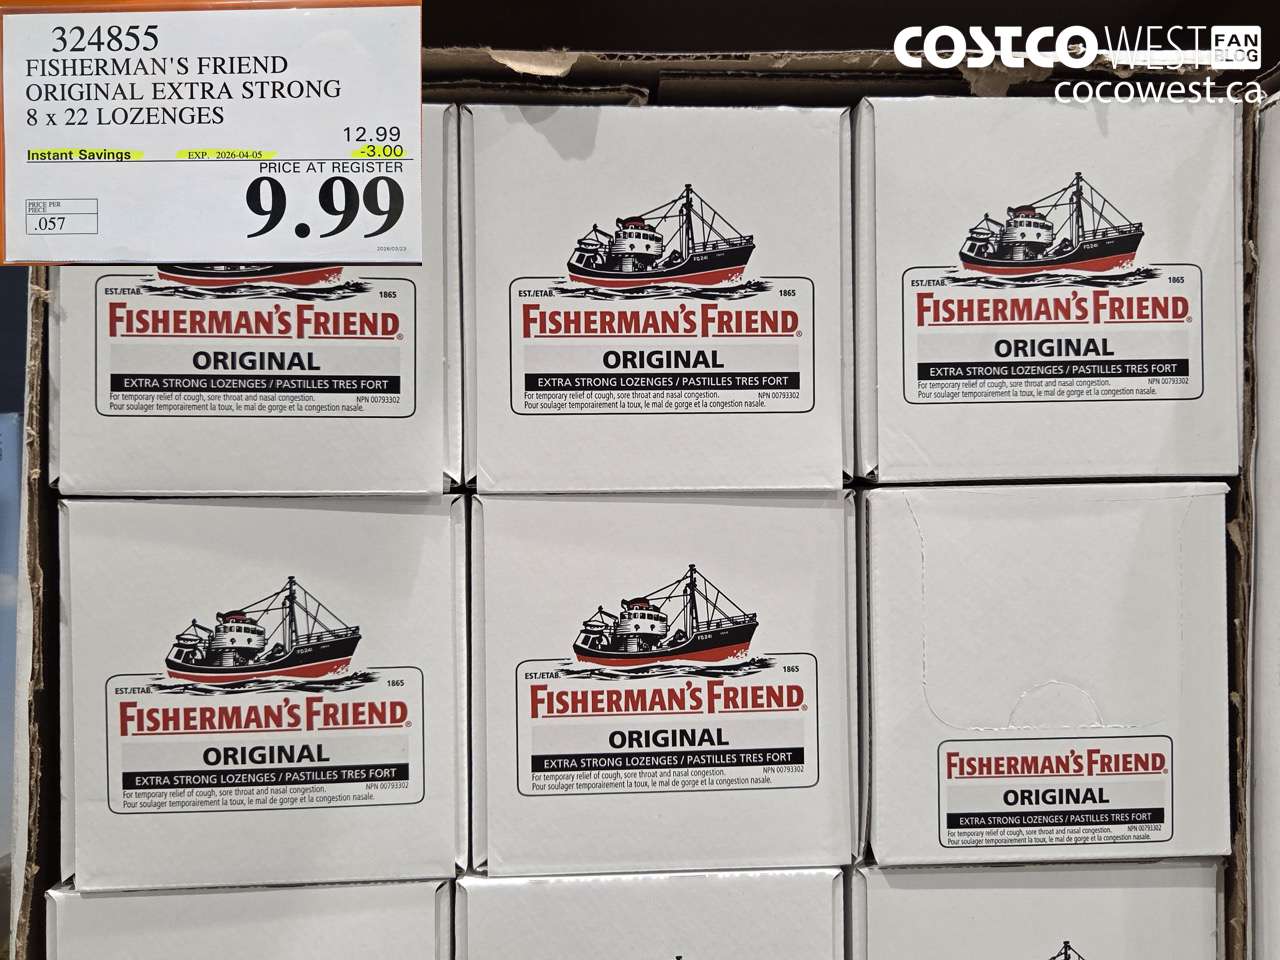 324855
FISHERMAN'S FRIEND
ORIGINAL EXTRA STRONG
8 x 22 LOZENGES
12.99
Instant Savings EXP. 2026-04-05 -3.00
PRICE AT REGISTER
9.99
PRICE PER
PIECE
.057
2026/03/23
COSTCO WEST FAN
BLOG
cocowest.ca
EST./ETAB. 1865
FISHERMAN'S FRIEND®
ORIGINAL
EXTRA STRONG LOZENGES / PASTILLES TRES FORT
For temporary relief of cough, sore throat and nasal congestion. NPN 00793302
Pour soulager temporairement la toux, le mal de gorge et la congestion nasale.
FD241
EST./ETAB. 1865
FISHERMAN'S FRIEND®
ORIGINAL
EXTRA STRONG LOZENGES / PASTILLES TRES FORT
For temporary relief of cough, sore throat and nasal congestion. NPN 00793302
Pour soulager temporairement la toux, le mal de gorge et la congestion nasale.
FD241
EST./ETAB. 1865
FISHERMAN'S FRIEND®
ORIGINAL
EXTRA STRONG LOZENGES / PASTILLES TRES FORT
For temporary relief of cough, sore throat and nasal congestion. NPN 00793302
Pour soulager temporairement la toux, le mal de gorge et la congestion nasale.
FD241
EST./ETAB. 1865
FISHERMAN'S FRIEND®
ORIGINAL
EXTRA STRONG LOZENGES / PASTILLES TRES FORT
For temporary relief of cough, sore throat and nasal congestion. NPN 00793302
Pour soulager temporairement la toux, le mal de gorge et la congestion nasale.
FD241
EST./ETAB. 1865
FISHERMAN'S FRIEND®
ORIGINAL
EXTRA STRONG LOZENGES / PASTILLES TRES FORT
For temporary relief of cough, sore throat and nasal congestion. NPN 00793302
Pour soulager temporairement la toux, le mal de gorge et la congestion nasale.
FISHERMAN'S FRIEND®
ORIGINAL
EXTRA STRONG LOZENGES / PASTILLES TRES FORT
For temporary relief of cough, sore throat and nasal congestion. NPN 00793302
Pour soulager temporairement la toux, le mal de gorge et la congestion nasale.